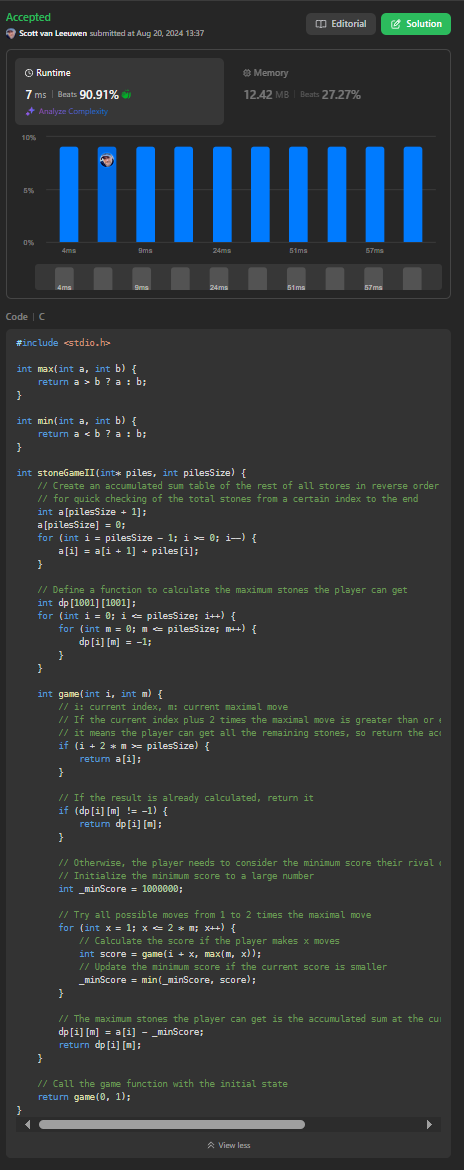 Accepted
Scott van Leeuwen submitted at Aug 20, 2024 13:37
Editorial
Solution
Runtime
7 ms | Beats 90.91%
Analyze Complexity
Memory
12.42 MB | Beats 27.27%
10%
5%
0%
4ms 9ms 24ms 51ms 57ms
4ms 9ms 24ms 51ms 57ms
Code | C
#include <stdio.h>
int max(int a, int b) {
    return a > b ? a : b;
}
int min(int a, int b) {
    return a < b ? a : b;
}
int stoneGameII(int* piles, int pilesSize) {
    // Create an accumulated sum table of the rest of all stores in reverse order
    // for quick checking of the total stones from a certain index to the end
    int a[pilesSize + 1];
    a[pilesSize] = 0;
    for (int i = pilesSize - 1; i >= 0; i--) {
        a[i] = a[i + 1] + piles[i];
    }
    // Define a function to calculate the maximum stones the player can get
    int dp[1001][1001];
    for (int i = 0; i <= pilesSize; i++) {
        for (int m = 0; m <= pilesSize; m++) {
            dp[i][m] = -1;
        }
    }
    int game(int i, int m) {
        // i: current index, m: current maximal move
        // If the current index plus 2 times the maximal move is greater than or
        // it means the player can get all the remaining stones, so return the
        if (i + 2 * m >= pilesSize) {
            return a[i];
        }
        // If the result is already calculated, return it
        if (dp[i][m] != -1) {
            return dp[i][m];
        }
        // Otherwise, the player needs to consider the minimum score their rival
        // Initialize the minimum score to a large number
        int _minScore = 1000000;
        // Try all possible moves from 1 to 2 times the maximal move
        for (int x = 1; x <= 2 * m; x++) {
            // Calculate the score if the player makes x moves
            int score = game(i + x, max(m, x));
            // Update the minimum score if the current score is smaller
            _minScore = min(_minScore, score);
        }
        // The maximum stones the player can get is the accumulated sum at the
        dp[i][m] = a[i] - _minScore;
        return dp[i][m];
    }
    // Call the game function with the initial state
    return game(0, 1);
}
View less